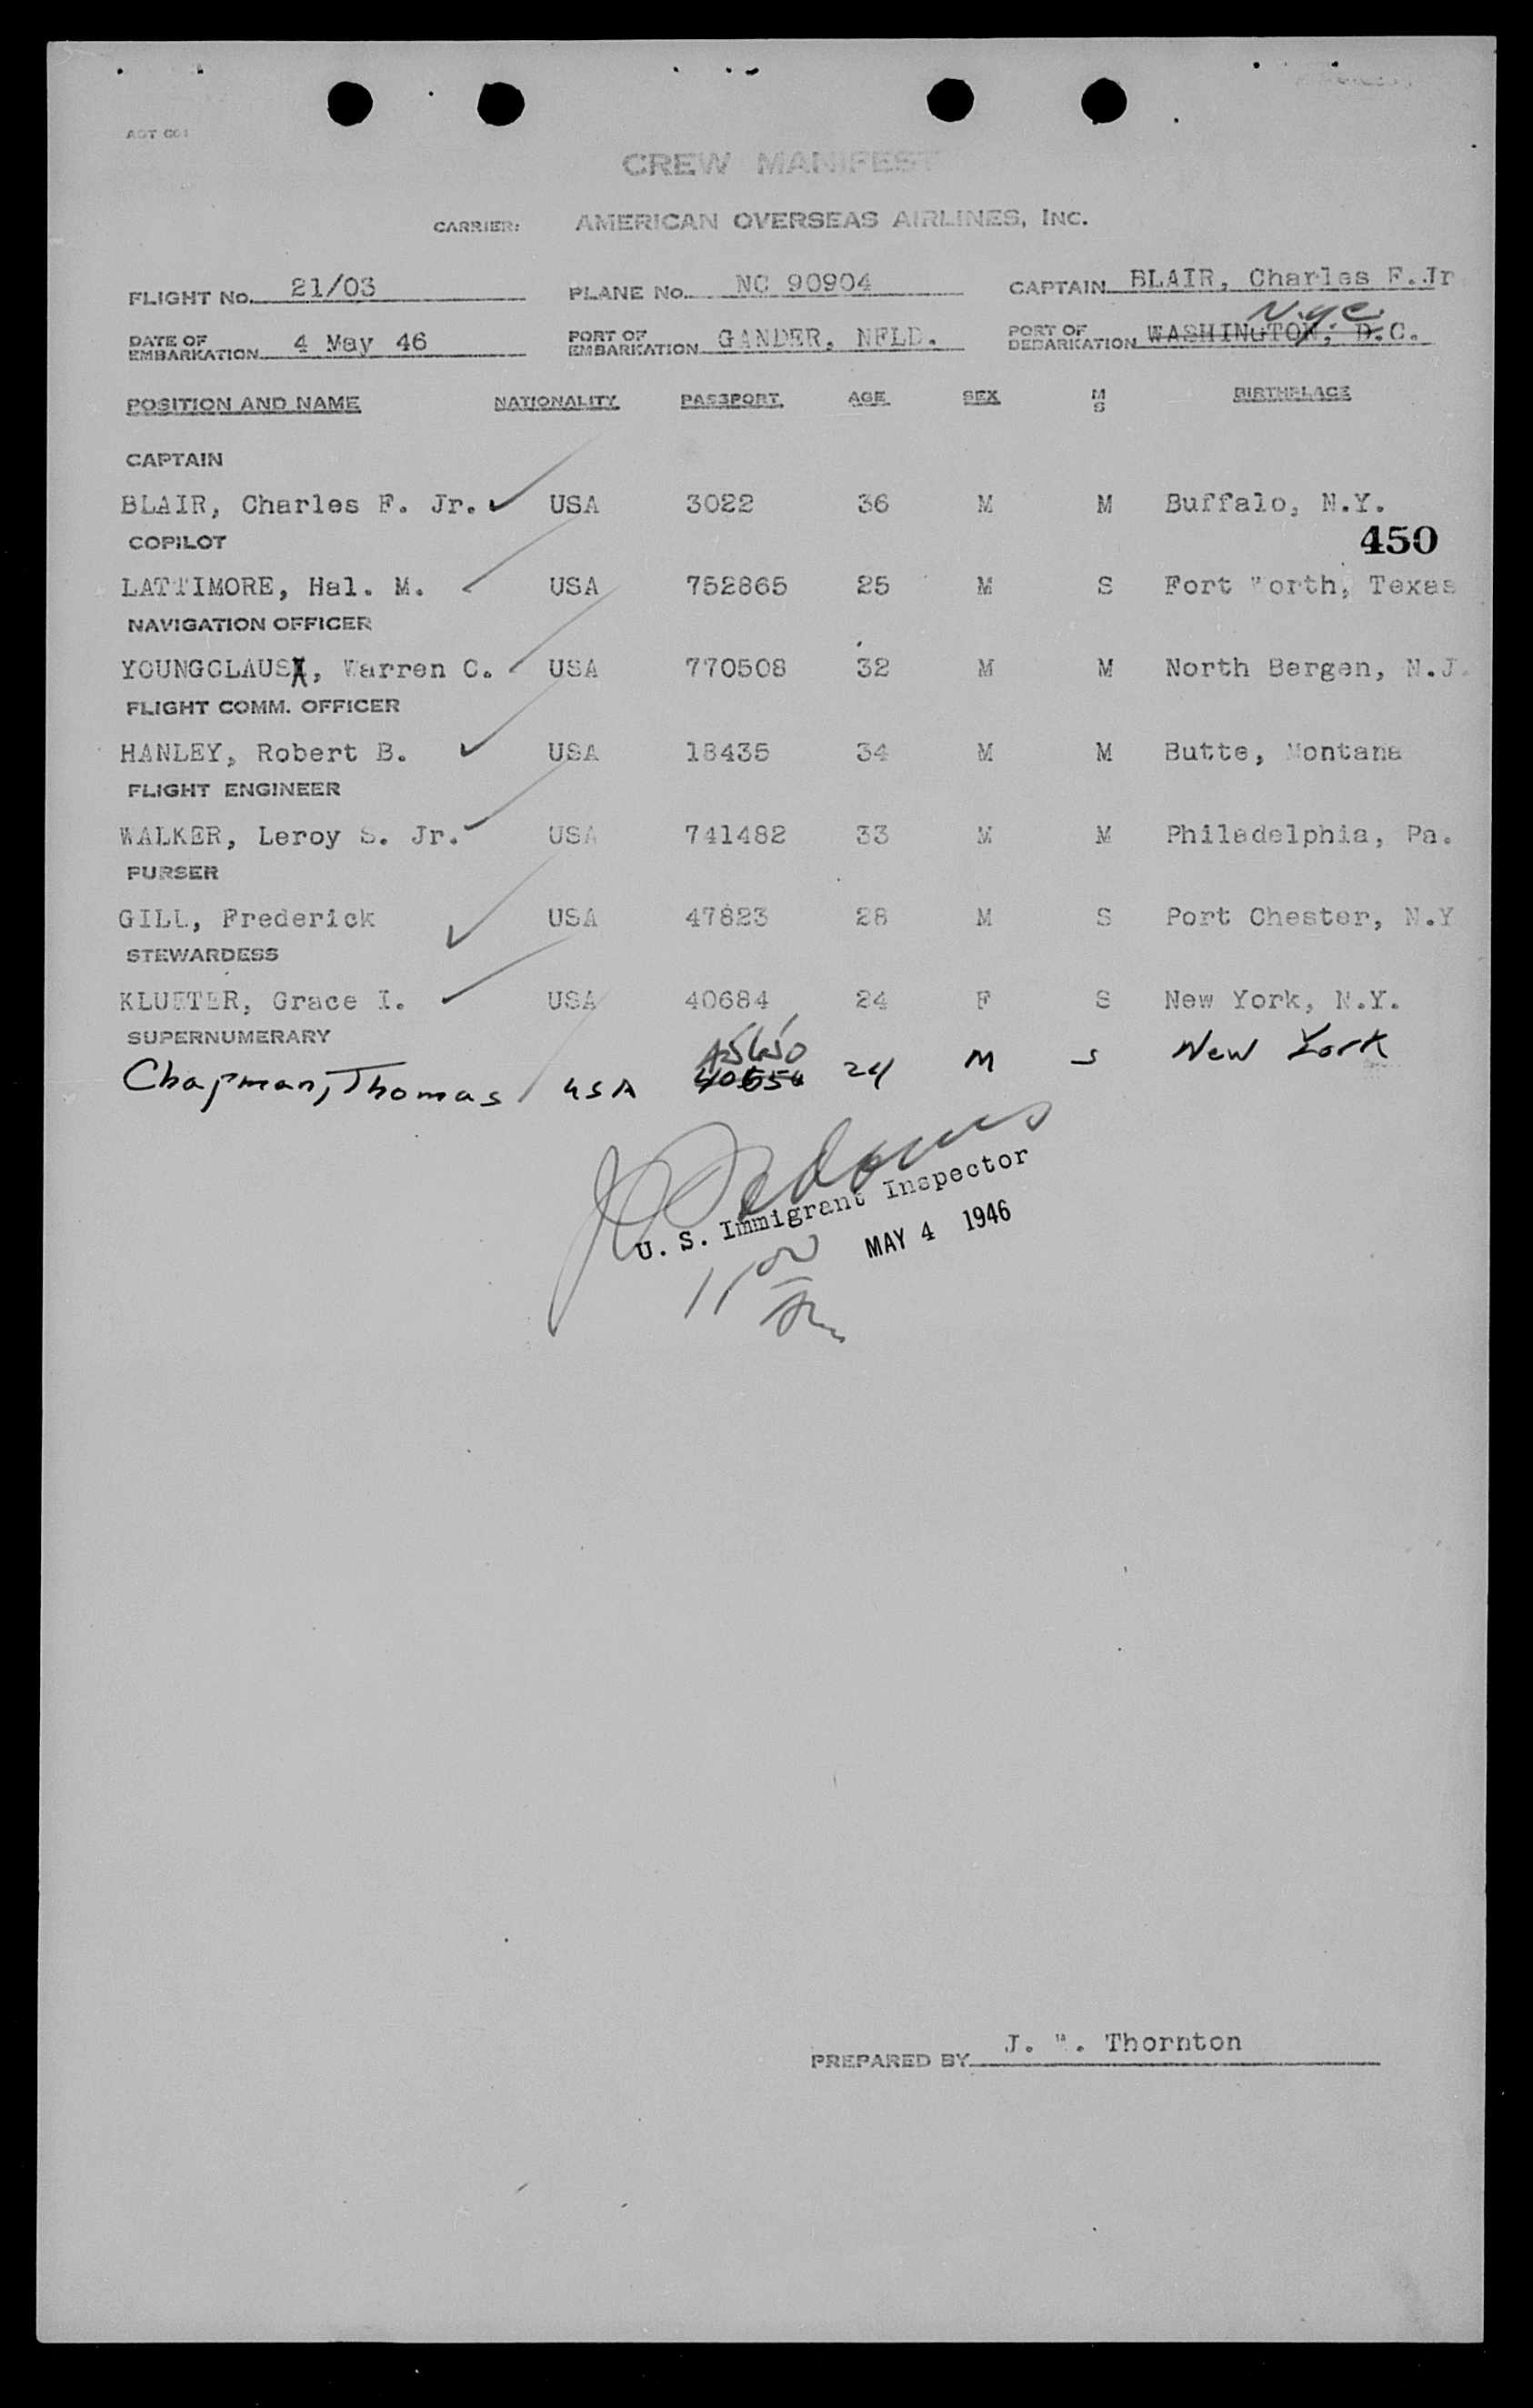 AOT 601
CREW MANIFEST
CARRIER: AMERICAN OVERSEAS AIRLINES, INC.
FLIGHT No. 21/03 PLANE No. NC 90904 CAPTAIN BLAIR, Charles F. Jr
N.Y.C.
DATE OF EMBARKATION 4 May 46 PORT OF EMBARKATION GANDER, NFLD. PORT OF DEBARKATION WASHINGTON, D.C.
POSITION AND NAME NATIONALITY PASSPORT AGE SEX M S BIRTHPLACE
CAPTAIN
BLAIR, Charles F. Jr. USA 3022 36 M M Buffalo, N.Y.
COPILOT 450
LATTIMORE, Hal. M. USA 752865 25 M S Fort Worth, Texas
NAVIGATION OFFICER
YOUNGCLAUS, Warren C. USA 770508 32 M M North Bergen, N.J.
FLIGHT COMM. OFFICER
HANLEY, Robert B. USA 18435 34 M M Butte, Montana
FLIGHT ENGINEER
WALKER, Leroy S. Jr. USA 741482 33 M M Philadelphia, Pa.
PURSER
GILL, Frederick USA 47823 28 M S Port Chester, N.Y
STEWARDESS
KLUETER, Grace I. USA 40684 24 F S New York, N.Y.
SUPERNUMERARY
Chapman, Thomas USA 24 M S New York
U. S. Immigrant Inspector
MAY 4 1946
11 00
PREPARED BY J. . Thornton